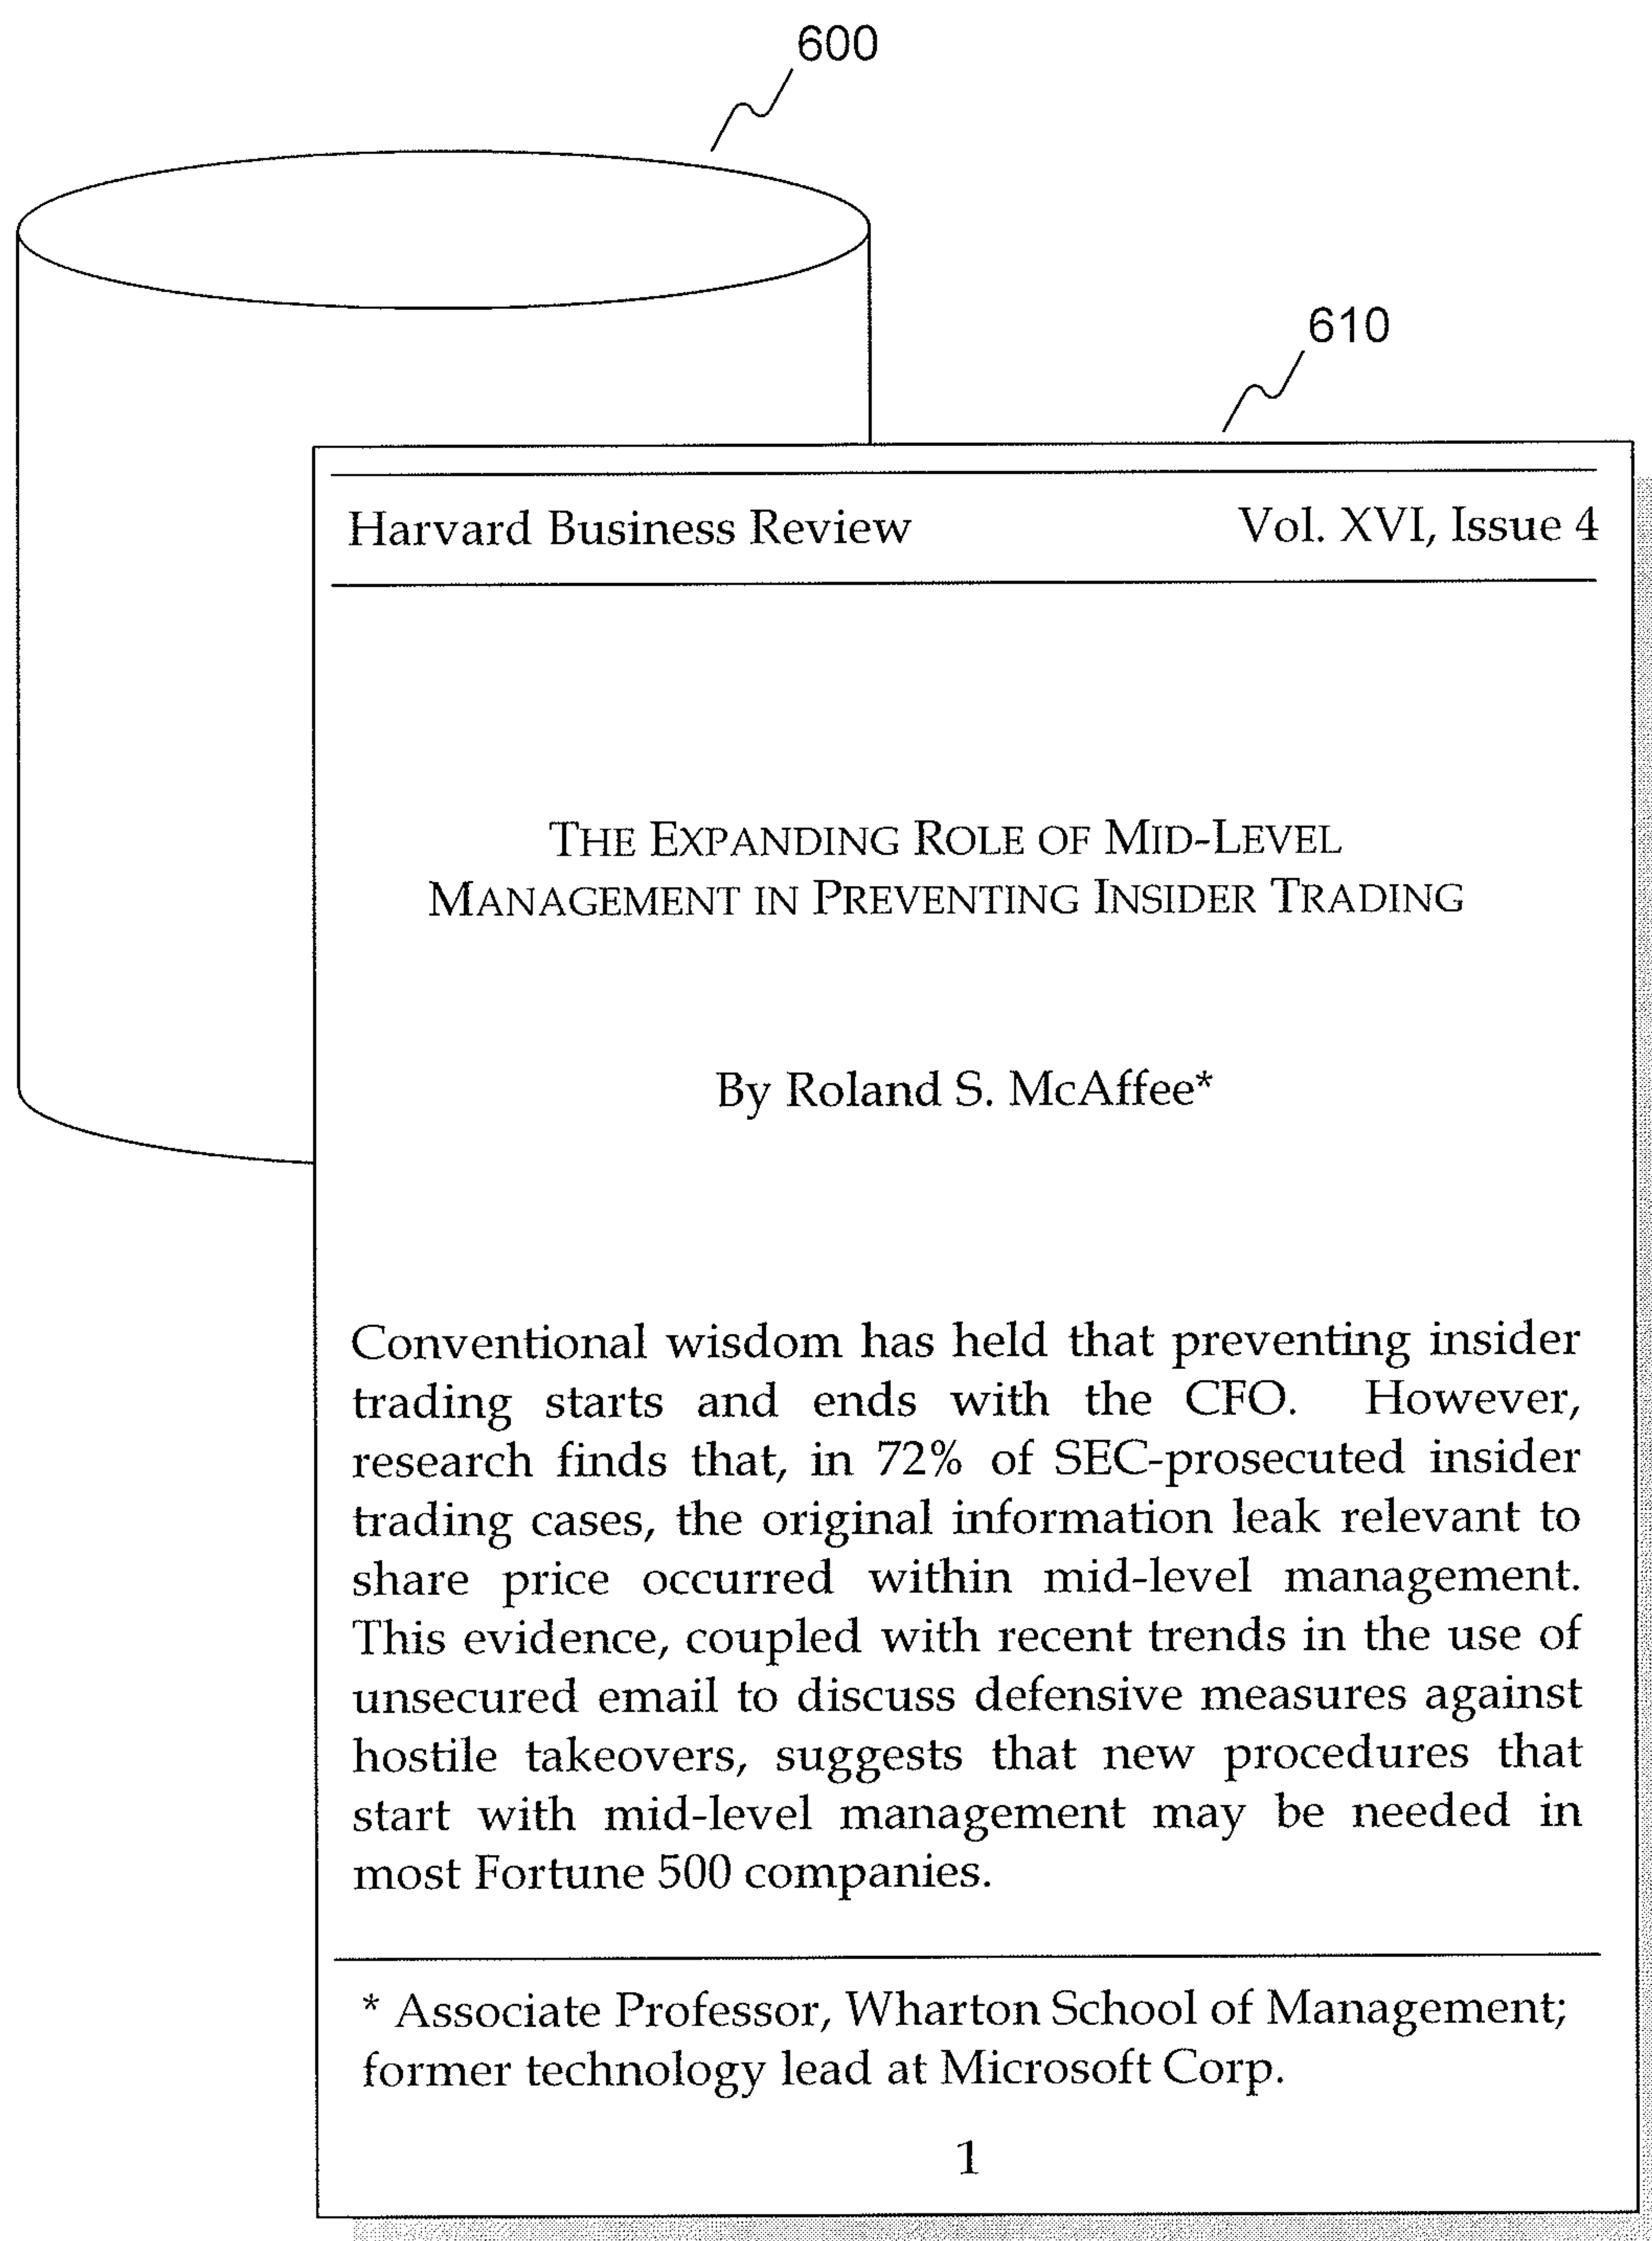 600
610
Harvard Business Review Vol. XVI, Issue 4
THE EXPANDING ROLE OF MID-LEVEL
MANAGEMENT IN PREVENTING INSIDER TRADING
By Roland S. McAffee*
Conventional wisdom has held that preventing insider
trading starts and ends with the CFO. However,
research finds that, in 72% of SEC-prosecuted insider
trading cases, the original information leak relevant to
share price occurred within mid-level management.
This evidence, coupled with recent trends in the use of
unsecured email to discuss defensive measures against
hostile takeovers, suggests that new procedures that
start with mid-level management may be needed in
most Fortune 500 companies.
* Associate Professor, Wharton School of Management;
former technology lead at Microsoft Corp.
1